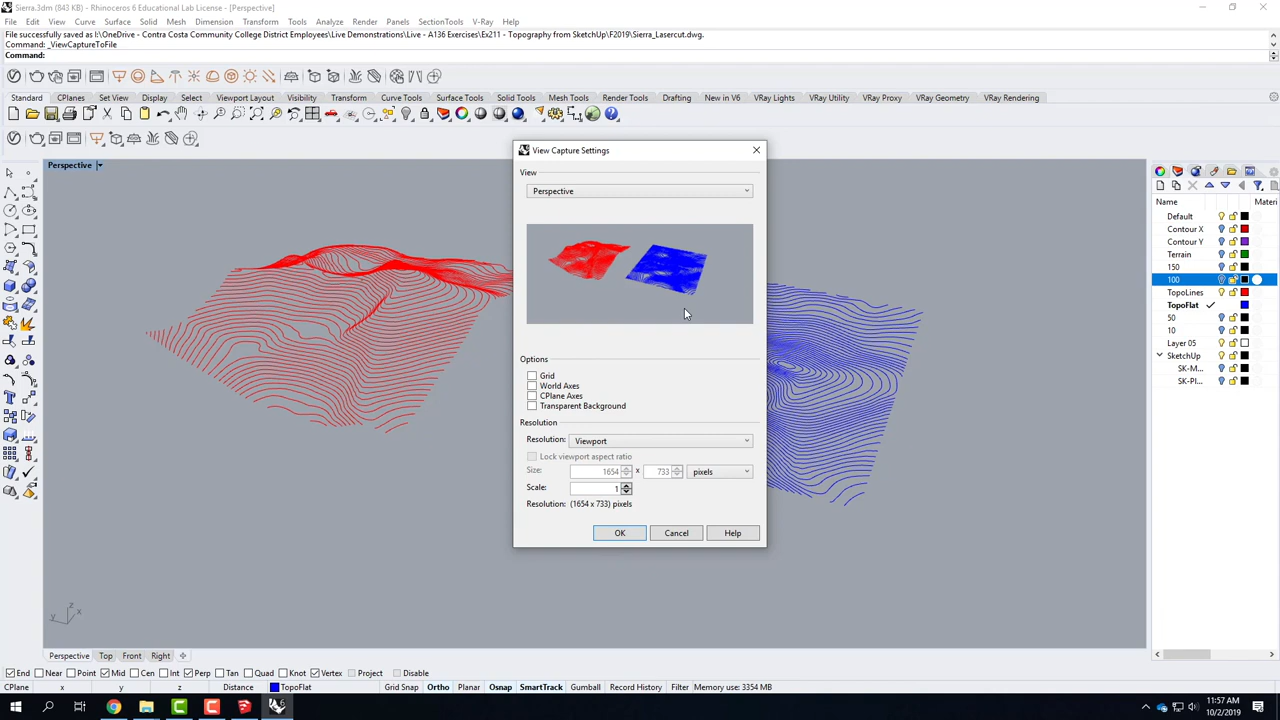 Sierra.3dm (843 KB) - Rhinoceros 6 Educational Lab License - [Perspective]
File Edit View Curve Surface Solid Mesh Dimension Transform Tools Analyze Render Panels SectionTools V-Ray Help
File successfully saved as I:\OneDrive - Contra Costa Community College District Employees\Live Demonstrations\Live - A136 Exercises\Ex211 - Topography from SketchUp\F2019\Sierra_Lasercut.dwg.
Command: _ViewCaptureToFile
Command:
Standard CPlanes Set View Display Select Viewport Layout Visibility Transform Curve Tools Surface Tools Solid Tools Mesh Tools Render Tools Drafting New in V6 VRay Lights VRay Utility VRay Proxy VRay Geometry VRay Rendering
Perspective
View Capture Settings
View
Perspective
Options
Grid
World Axes
CPlane Axes
Transparent Background
Resolution
Resolution: Viewport
Lock viewport aspect ratio
Size: 1654 x 733 pixels
Scale: 1
Resolution: (1654 x 733) pixels
OK Cancel Help
Name Materi
Default
Contour X
Contour Y
Terrain
150
100
TopoLines
TopoFlat
50
10
Layer 05
SketchUp
SK-M...
SK-Pl...
z
y x
Perspective Top Front Right
End Near Point Mid Cen Int Perp Tan Quad Knot Vertex Project Disable
CPlane x y z Distance TopoFlat Grid Snap Ortho Planar Osnap SmartTrack Gumball Record History Filter Memory use: 3354 MB
11:57 AM
10/2/2019